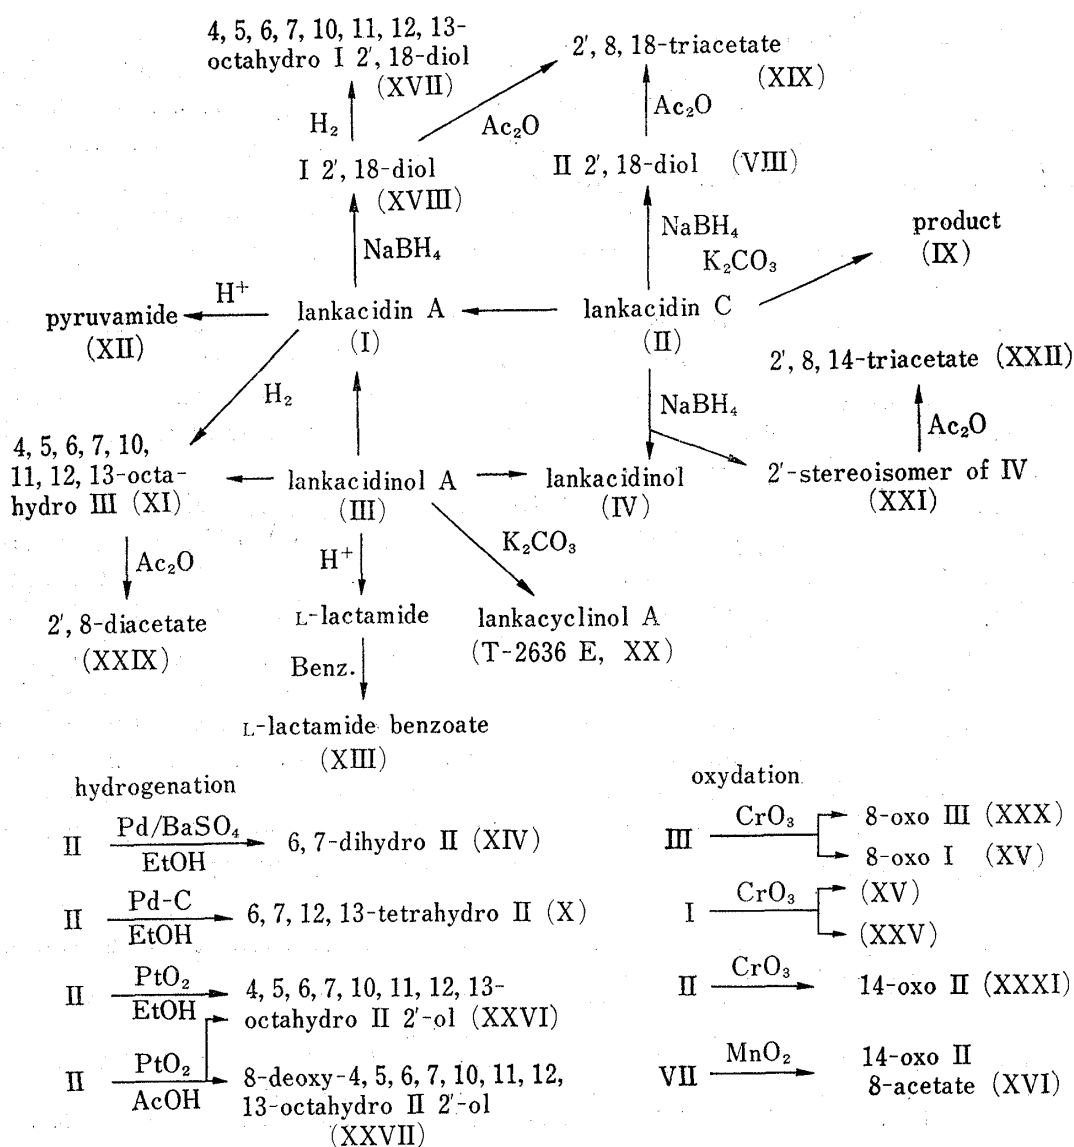 4, 5, 6, 7, 10, 11, 12, 13-
octahydro I 2′, 18-diol
(XVII)
2′, 8, 18-triacetate
(XIX)
H₂
Ac₂O
Ac₂O
I 2′, 18-diol
(XVIII)
II 2′, 18-diol (VIII)
NaBH₄
NaBH₄
K₂CO₃
product
(IX)
H⁺
pyruvamide
(XII)
lankacidin A
(I)
lankacidin C
(II)
2′, 8, 14-triacetate (XXII)
H₂
NaBH₄
Ac₂O
4, 5, 6, 7, 10,
11, 12, 13-octa-
hydro III (XI)
lankacidinol A
(III)
lankacidinol
(IV)
2′-stereoisomer of IV
(XXI)
Ac₂O
H⁺
K₂CO₃
2′, 8-diacetate
(XXIX)
L-lactamide
lankacyclinol A
(T-2636 E, XX)
Benz.
L-lactamide benzoate
(XIII)
hydrogenation
II Pd/BaSO₄ EtOH 6, 7-dihydro II (XIV)
II Pd-C EtOH 6, 7, 12, 13-tetrahydro II (X)
II PtO₂ EtOH 4, 5, 6, 7, 10, 11, 12, 13-
octahydro II 2′-ol (XXVI)
II PtO₂ AcOH 8-deoxy-4, 5, 6, 7, 10, 11, 12,
13-octahydro II 2′-ol
(XXVII)
oxydation
III CrO₃ 8-oxo III (XXX)
8-oxo I (XV)
I CrO₃ (XV)
(XXV)
II CrO₃ 14-oxo II (XXXI)
VII MnO₂ 14-oxo II
8-acetate (XVI)